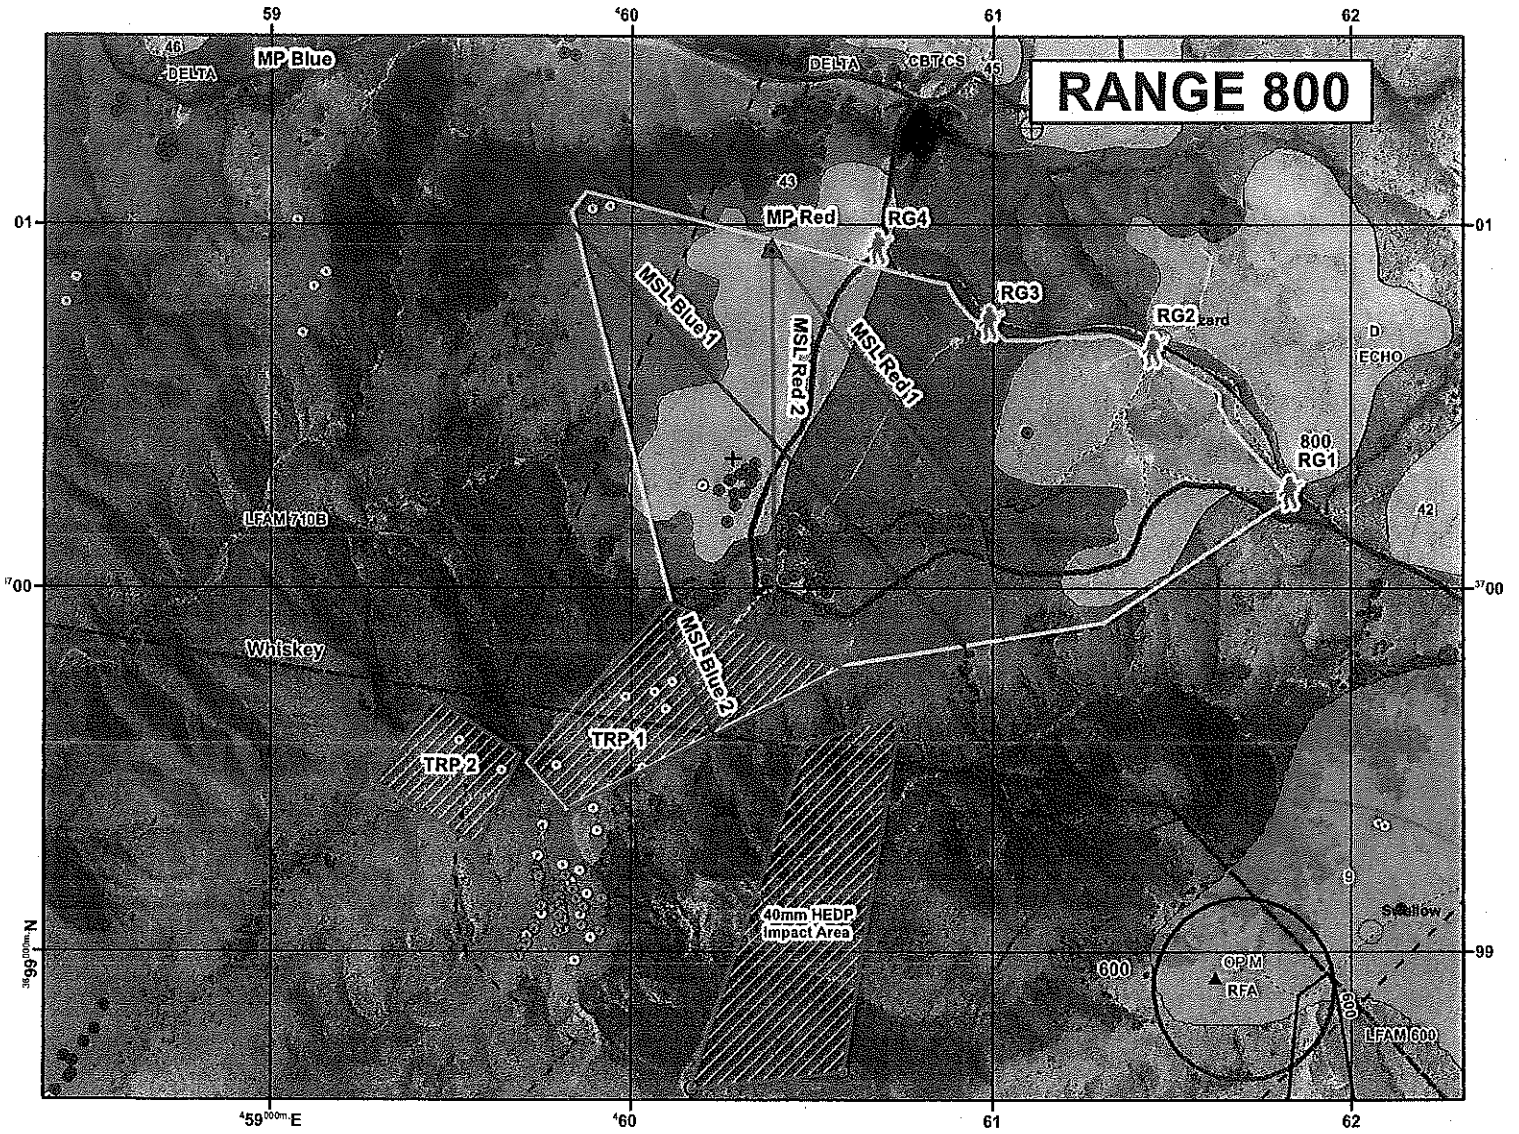 59
⁴60
61
62
46
DELTA
MP Blue
DELTA
CBT CS
45
RANGE 800
43
01
MP Red
RG4
01
MSL Blue 1
MSL Red 2
MSL Red 1
RG3
RG2
zard
D
ECHO
800
RG1
LFAM 710B
42
00
³⁷00
Whiskey
MSL Blue 2
TRP 1
TRP 2
9
40mm HEDP
Impact Area
Swallow
³⁶99⁰⁰⁰ᵐ·N
99
600
OP M
RFA
600
LFAM 600
⁴59⁰⁰⁰ᵐ·E
⁴60
61
62